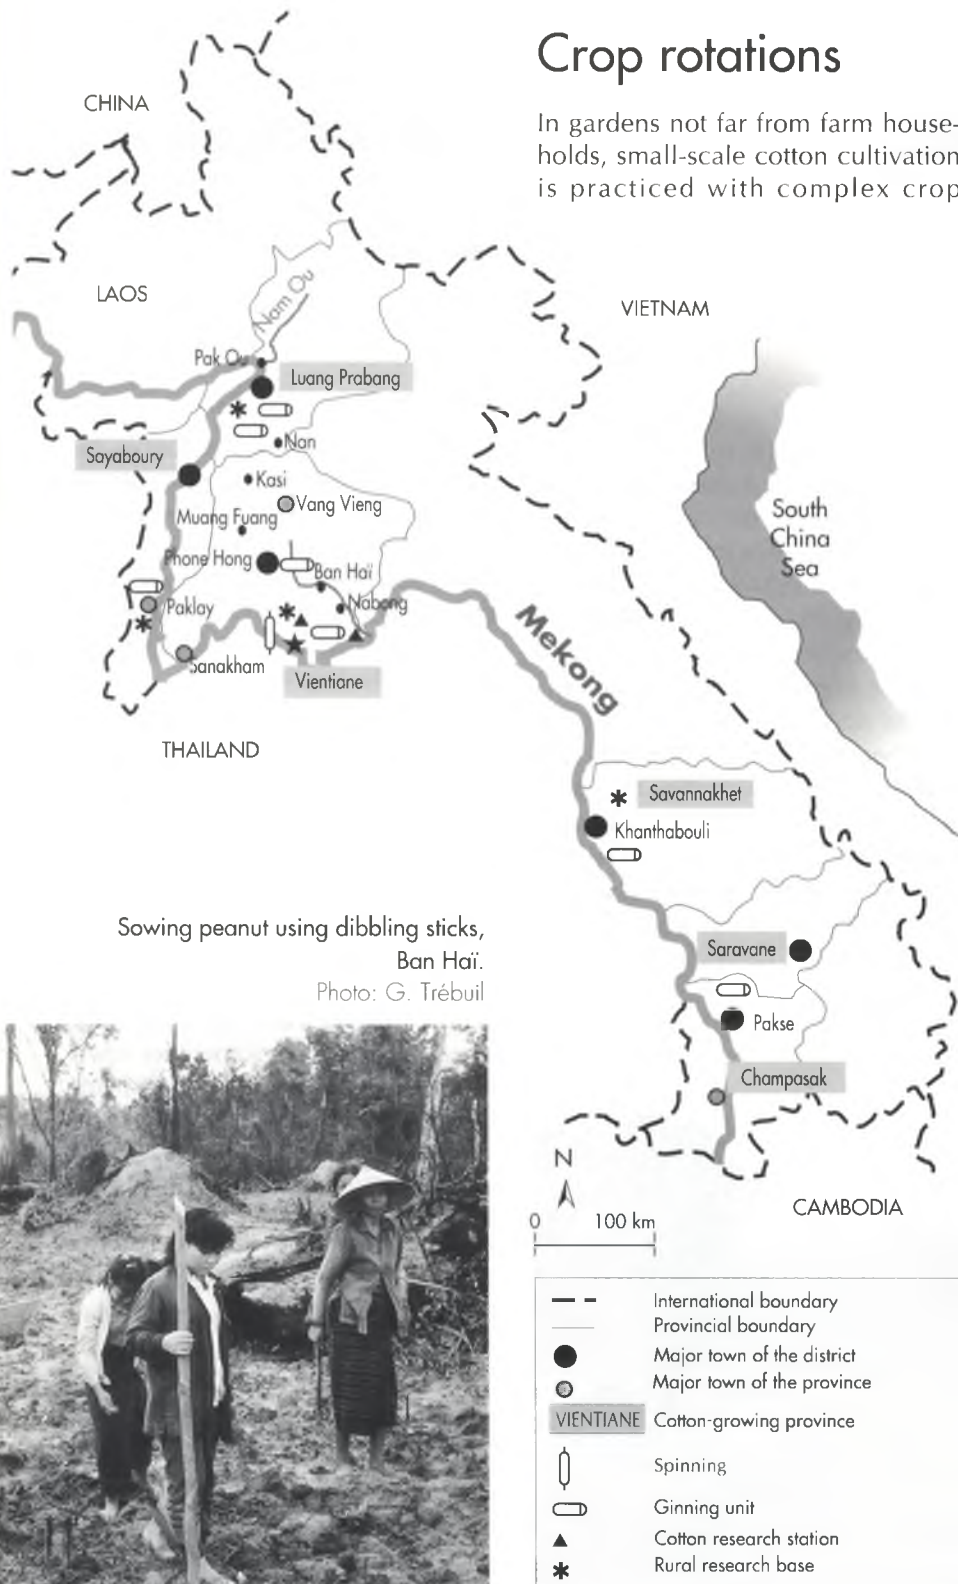 Crop rotations
In gardens not far from farm house-
holds, small-scale cotton cultivation
is practiced with complex crop
CHINA
LAOS
VIETNAM
Nam Ou
Pak Ou
Luang Prabang
Nan
Sayaboury
Kasi
Vang Vieng
Muang Fuang
Phone Hong
Ban Haï
Nabong
Paklay
Sanakham
Vientiane
THAILAND
Mekong
South
China
Sea
Savannakhet
Khanthabouli
Saravane
Pakse
Champasak
CAMBODIA
N
0 100 km
Sowing peanut using dibbling sticks,
Ban Haï.
Photo: G. Trébuil
International boundary
Provincial boundary
Major town of the district
Major town of the province
VIENTIANE Cotton-growing province
Spinning
Ginning unit
Cotton research station
Rural research base